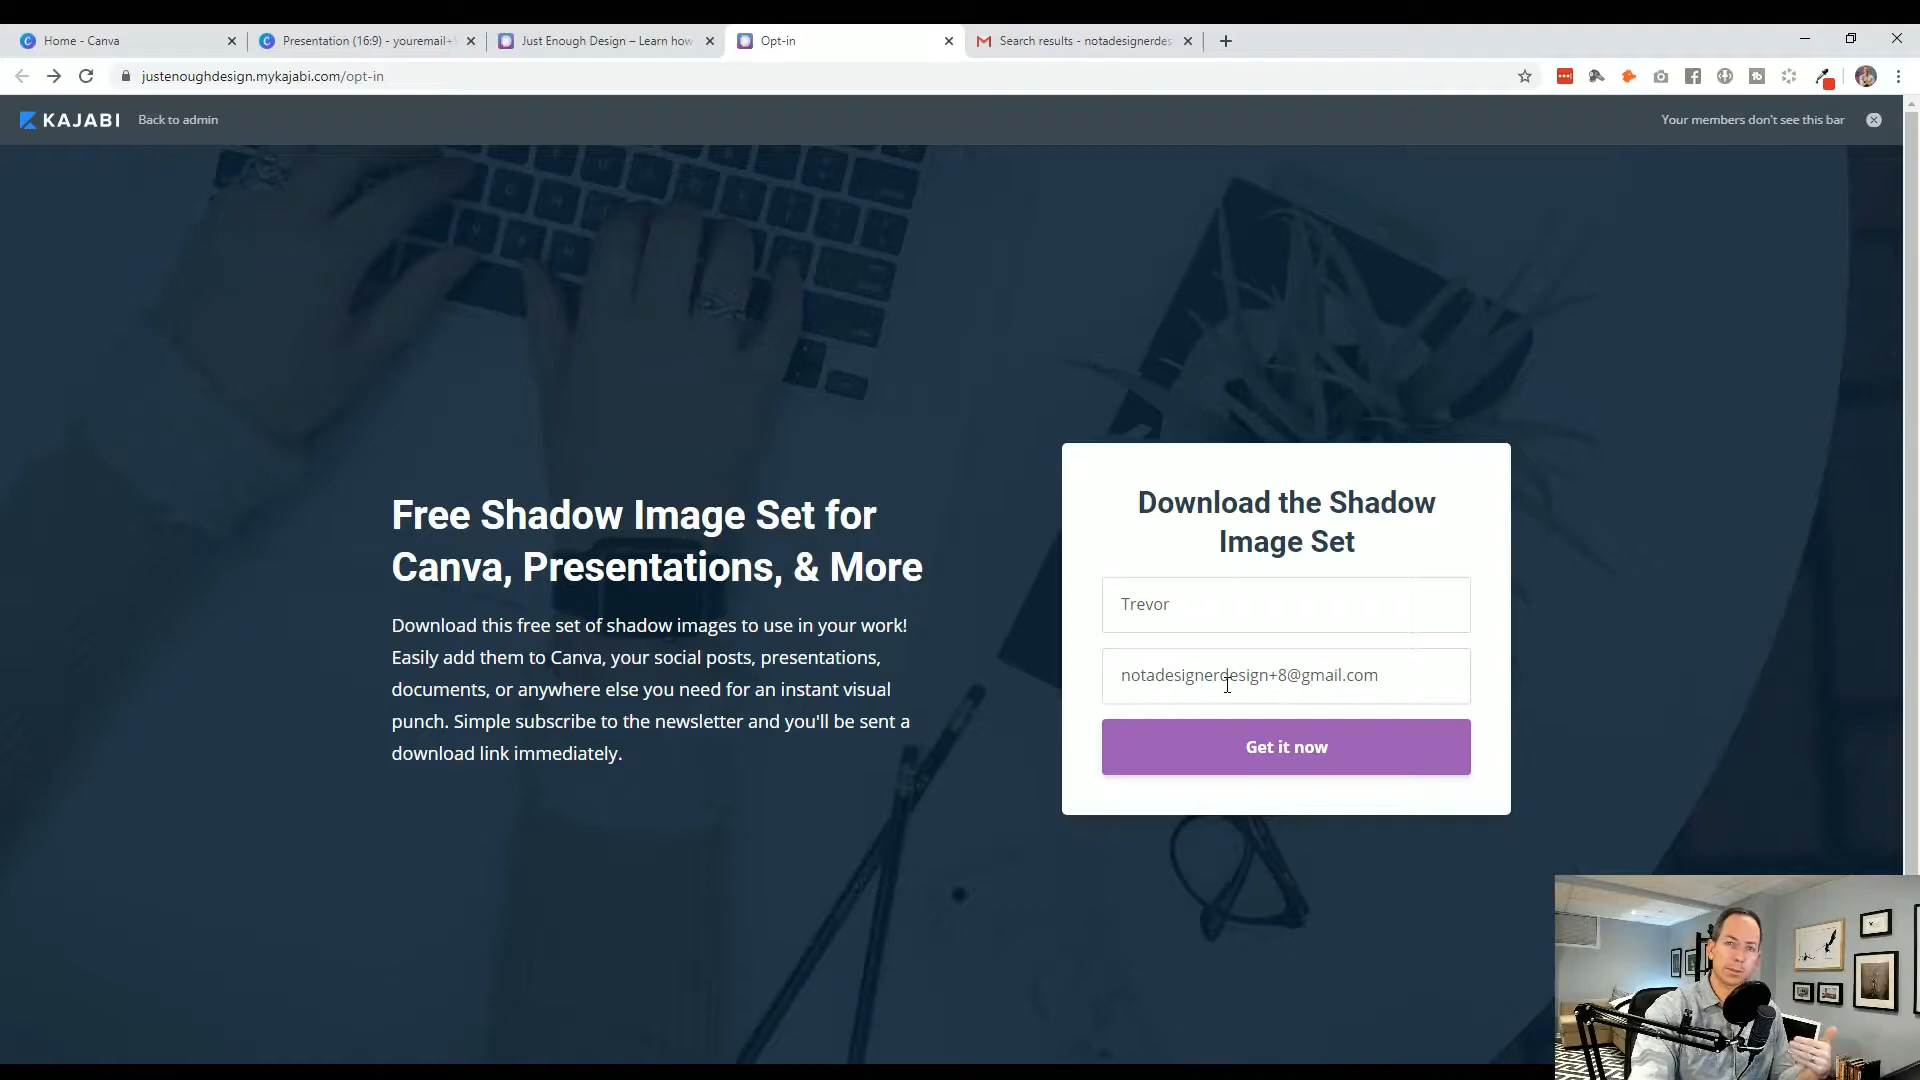 Home - Canva
Presentation (16:9) - youremail+
Just Enough Design – Learn how
Opt-in
Search results - notadesignerdes
justenoughdesign.mykajabi.com/opt-in
KAJABI
Back to admin
Your members don't see this bar
Free Shadow Image Set for
Canva, Presentations, & More
Download this free set of shadow images to use in your work!
Easily add them to Canva, your social posts, presentations,
documents, or anywhere else you need for an instant visual
punch. Simple subscribe to the newsletter and you'll be sent a
download link immediately.
Download the Shadow
Image Set
Trevor
notadesignerdesign+8@gmail.com
Get it now